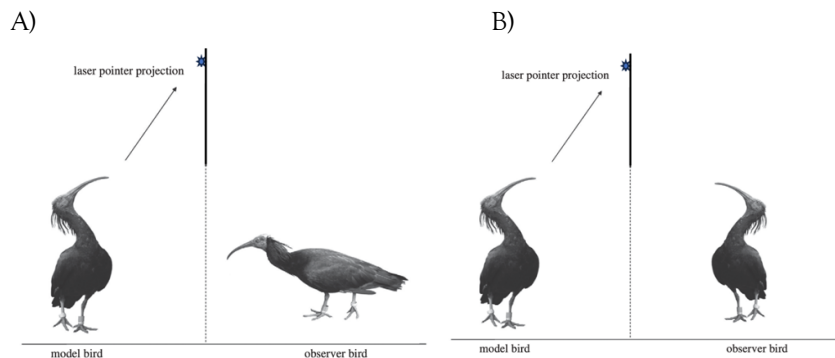 A)
laser pointer projection
model bird
observer bird
B)
laser pointer projection
model bird
observer bird